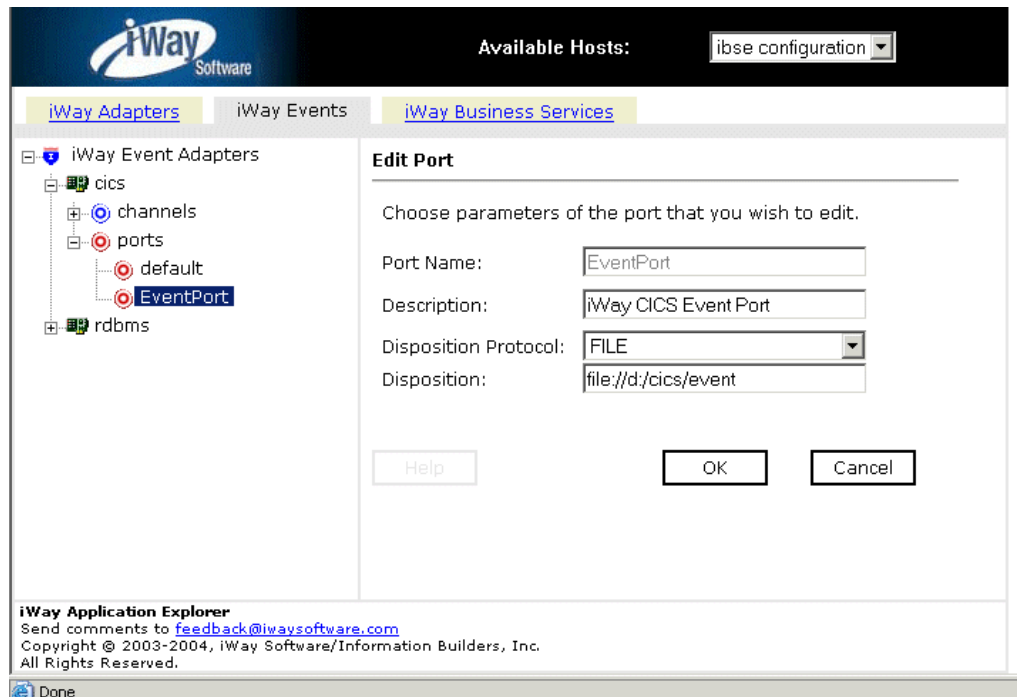 iWay
Software
Available Hosts:
ibse configuration
iWay Adapters
iWay Events
iWay Business Services
iWay Event Adapters
cics
channels
ports
default
EventPort
rdbms
Edit Port
Choose parameters of the port that you wish to edit.
Port Name: EventPort
Description: iWay CICS Event Port
Disposition Protocol: FILE
Disposition: file://d:/cics/event
Help
OK
Cancel
iWay Application Explorer
Send comments to feedback@iwaysoftware.com
Copyright © 2003-2004, iWay Software/Information Builders, Inc.
All Rights Reserved.
Done